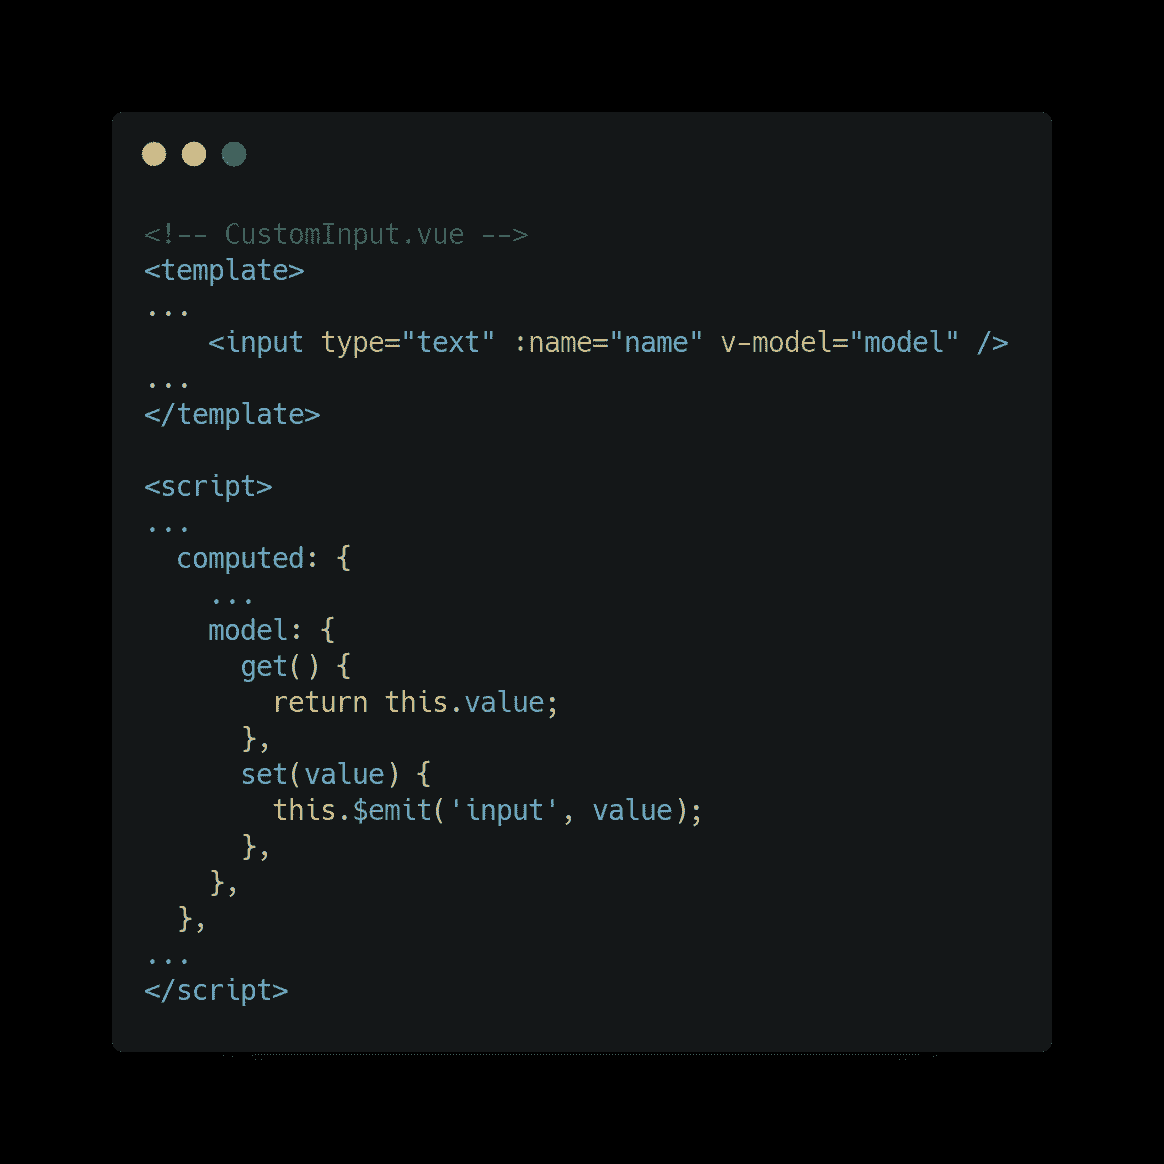 <!-- CustomInput.vue -->
<template>
...
    <input type="text" :name="name" v-model="model" />
...
</template>

<script>
...
  computed: {
    ...
    model: {
      get() {
        return this.value;
      },
      set(value) {
        this.$emit('input', value);
      },
    },
  },
...
</script>